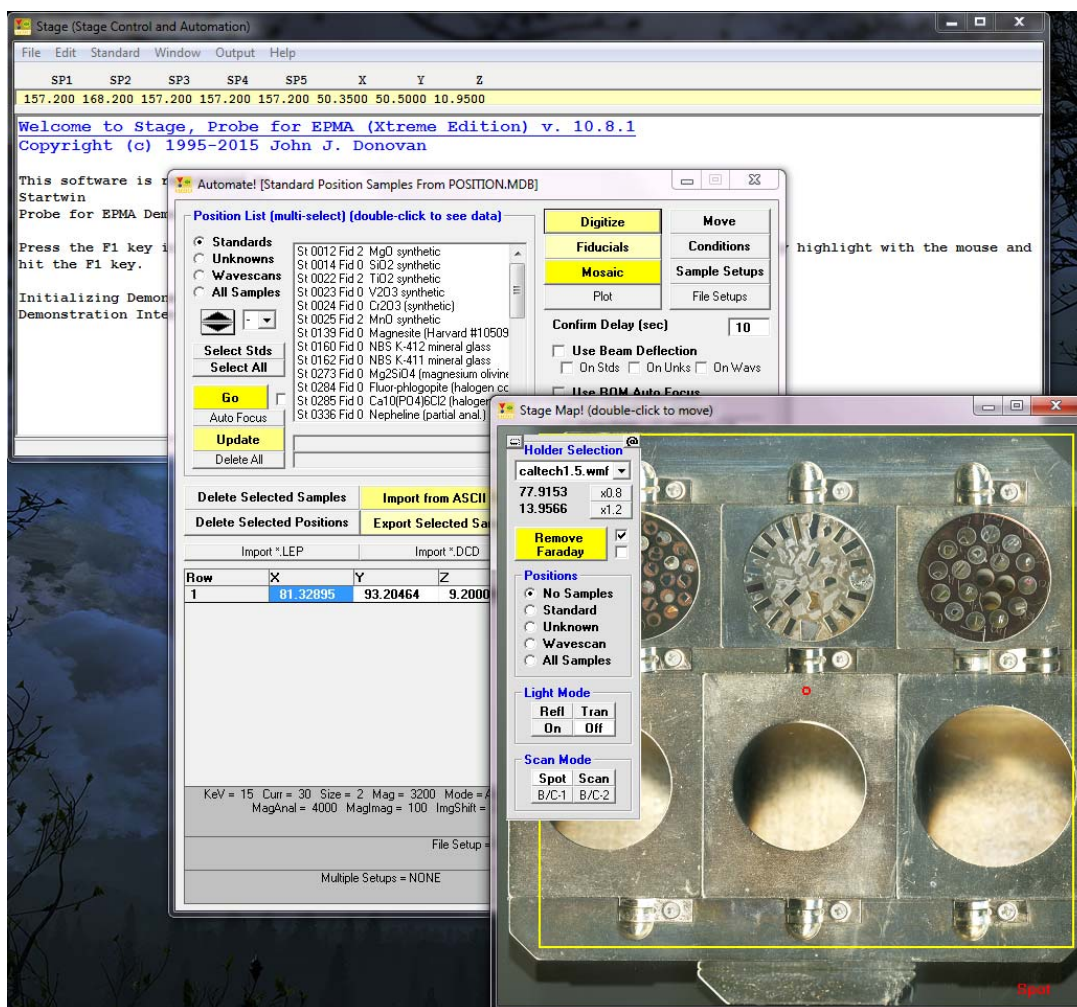 Stage (Stage Control and Automation)
File Edit Standard Window Output Help
SP1 SP2 SP3 SP4 SP5 X Y Z
157.200 168.200 157.200 157.200 157.200 50.3500 50.5000 10.9500
Welcome to Stage, Probe for EPMA (Xtreme Edition) v. 10.8.1
Copyright (c) 1995-2015 John J. Donovan
This software is
Startwin
Probe for EPMA
Press the F1 key
highlight with the mouse and
hit the F1 key.
Initializing
Demonstration
Automate! [Standard Position Samples From POSITION.MDB]
Position List (multi-select) (double-click to see data)
Standards
Unknowns
Wavescans
All Samples
-
Select Stds
Select All
Go
Auto Focus
Update
Delete All
St 0012 Fid 2 MgO synthetic
St 0014 Fid 0 SiO2 synthetic
St 0022 Fid 2 TiO2 synthetic
St 0023 Fid 0 V2O3 synthetic
St 0024 Fid 0 Cr2O3 (synthetic)
St 0025 Fid 2 MnO synthetic
St 0139 Fid 0 Magnesite (Harvard #10509
St 0160 Fid 0 NBS K-412 mineral glass
St 0162 Fid 0 NBS K-411 mineral glass
St 0273 Fid 0 Mg2SiO4 (magnesium olivine
St 0284 Fid 0 Fluor-phlogopite (halogen
St 0285 Fid 0 Ca10(PO4)6Cl2 (halogen
St 0336 Fid 0 Nepheline (partial anal.)
Digitize Move
Fiducials Conditions
Mosaic Sample Setups
Plot File Setups
Confirm Delay (sec) 10
Use Beam Deflection
On Stds On Unks On Wavs
Use ROM Auto Focus
Delete Selected Samples Import from ASCII
Delete Selected Positions Export Selected
Import *.LEP Import *.DCD
Row X Y Z
1 81.32895 93.20464 9.2000
KeV = 15 Curr = 30 Size = 2 Mag = 3200 Mode =
MagAnal = 4000 MagImag = 100 ImgShift =
File Setup =
Multiple Setups = NONE
Stage Map! (double-click to move)
@
Holder Selection
caltech1.5.wmf
77.9153 x0.8
13.9566 x1.2
Remove
Faraday
Positions
No Samples
Standard
Unknown
Wavescan
All Samples
Light Mode
Refl Tran
On Off
Scan Mode
Spot Scan
B/C-1 B/C-2
Spot